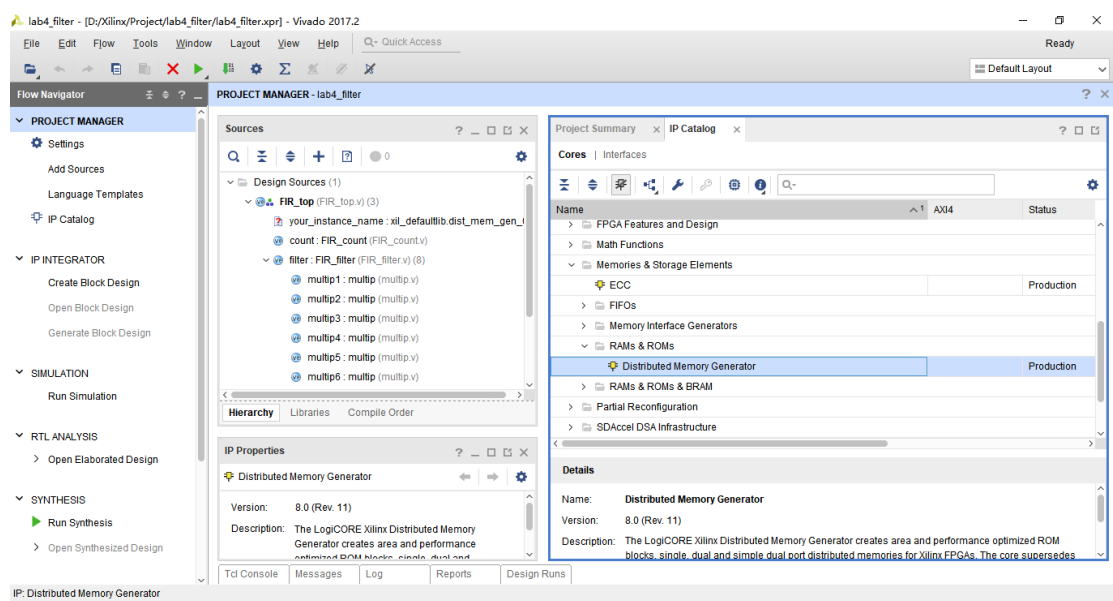 lab4_filter - [D:/Xilinx/Project/lab4_filter/lab4_filter.xpr] - Vivado 2017.2
File Edit Flow Tools Window Layout View Help Quick Access Ready
Default Layout
Flow Navigator
PROJECT MANAGER - lab4_filter
PROJECT MANAGER
Settings
Add Sources
Language Templates
IP Catalog
IP INTEGRATOR
Create Block Design
Open Block Design
Generate Block Design
SIMULATION
Run Simulation
RTL ANALYSIS
Open Elaborated Design
SYNTHESIS
Run Synthesis
Open Synthesized Design
Sources
0
Design Sources (1)
FIR_top (FIR_top.v) (3)
your_instance_name : xil_defaultlib.dist_mem_gen_
count : FIR_count (FIR_count.v)
filter : FIR_filter (FIR_filter.v) (8)
multip1 : multip (multip.v)
multip2 : multip (multip.v)
multip3 : multip (multip.v)
multip4 : multip (multip.v)
multip5 : multip (multip.v)
multip6 : multip (multip.v)
Hierarchy Libraries Compile Order
IP Properties
Distributed Memory Generator
Version: 8.0 (Rev. 11)
Description: The LogiCORE Xilinx Distributed Memory
Generator creates area and performance
optimized ROM blocks, single, dual and
Project Summary IP Catalog
Cores | Interfaces
Name 1 AXI4 Status
FPGA Features and Design
Math Functions
Memories & Storage Elements
ECC Production
FIFOs
Memory Interface Generators
RAMs & ROMs
Distributed Memory Generator Production
RAMs & ROMs & BRAM
Partial Reconfiguration
SDAccel DSA Infrastructure
Details
Name: Distributed Memory Generator
Version: 8.0 (Rev. 11)
Description: The LogiCORE Xilinx Distributed Memory Generator creates area and performance optimized ROM
blocks, single, dual and simple dual port distributed memories for Xilinx FPGAs. The core supersedes
Tcl Console Messages Log Reports Design Runs
IP: Distributed Memory Generator